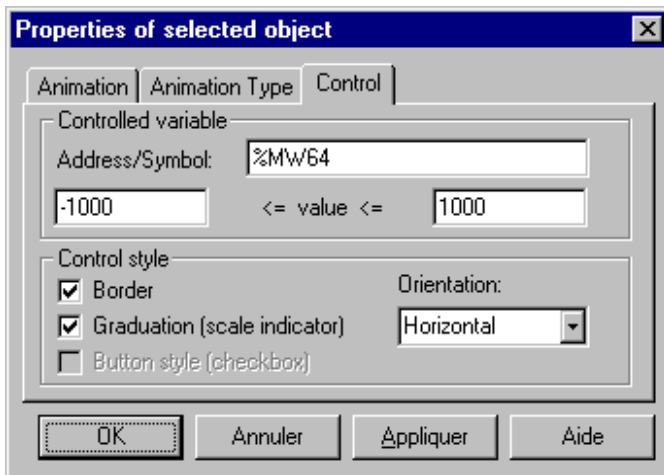 Properties of selected object
Animation Animation Type Control
Controlled variable
Address/Symbol: %MW64
-1000 <= value <= 1000
Control style
Border Orientation:
Graduation (scale indicator) Horizontal
Button style (checkbox)
OK Annuler Appliquer Aide